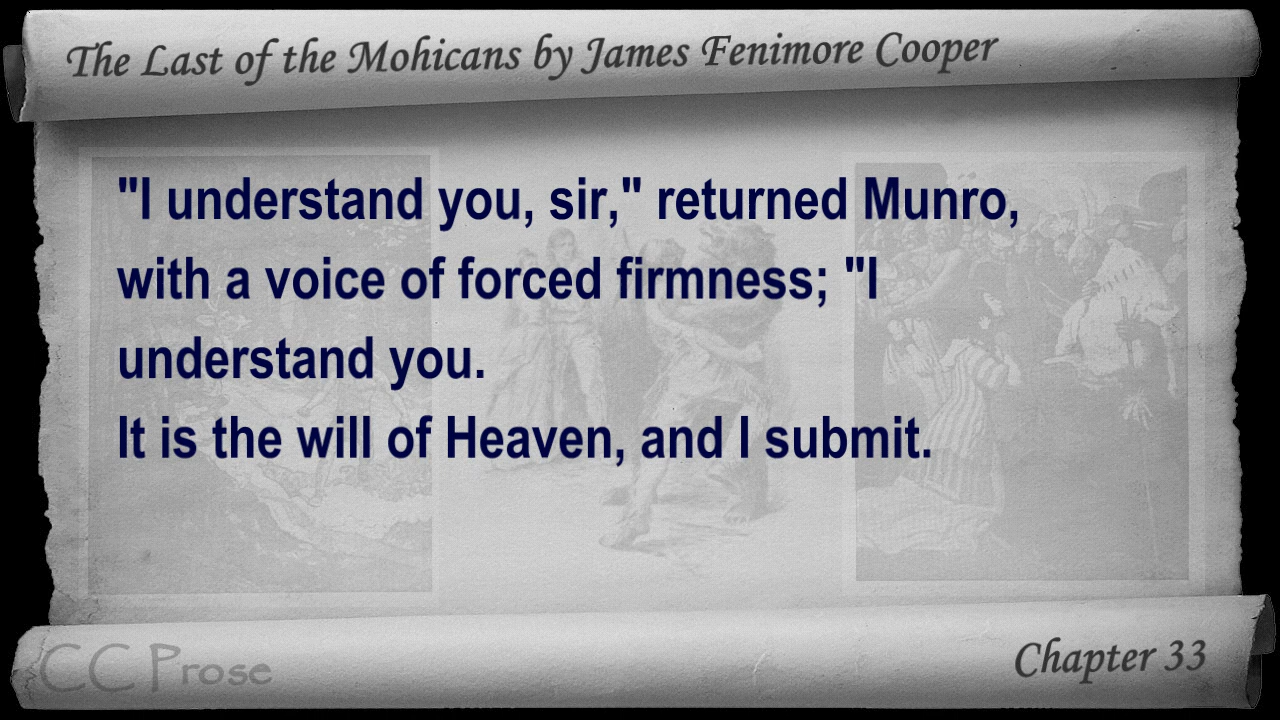 The Last of the Mohicans by James Fenimore Cooper
"I understand you, sir," returned Munro,
with a voice of forced firmness; "I
understand you.
It is the will of Heaven, and I submit.
CC Prose
Chapter 33